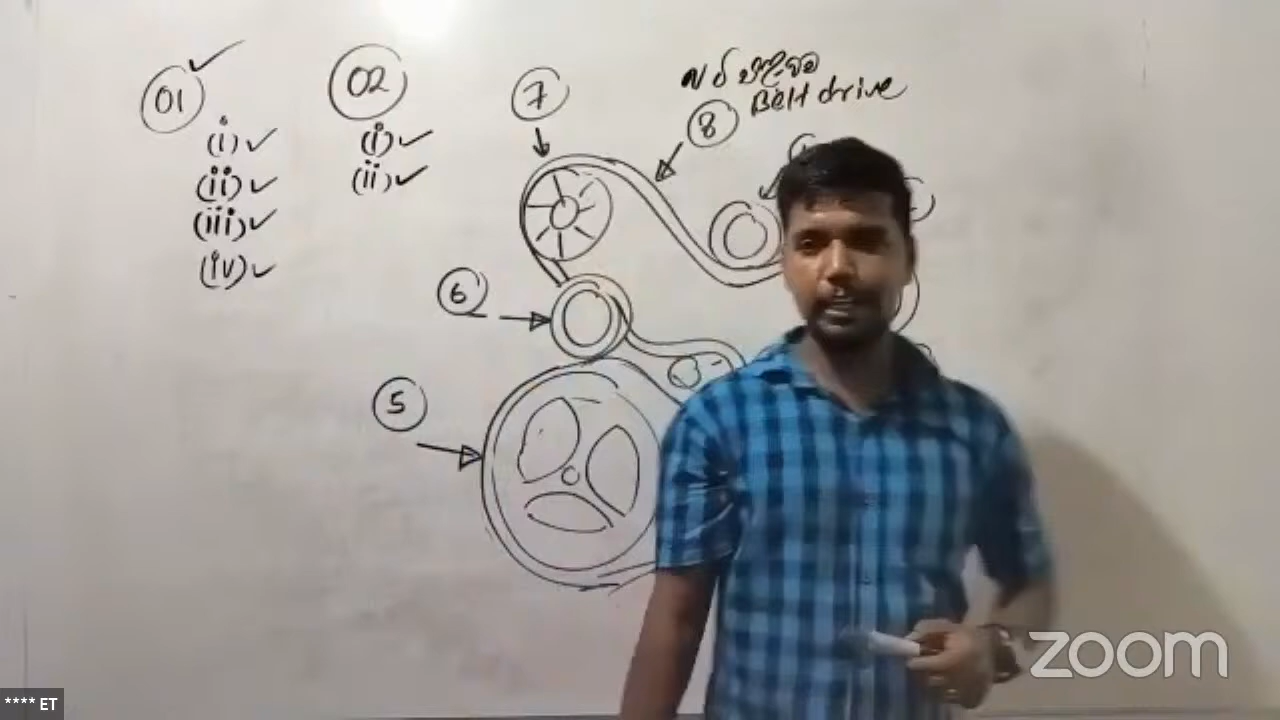 01
(i)
(ii)
(iii)
(iv)
02
(i)
(ii)
7
Belt drive
8
6
5
zoom
**** ET